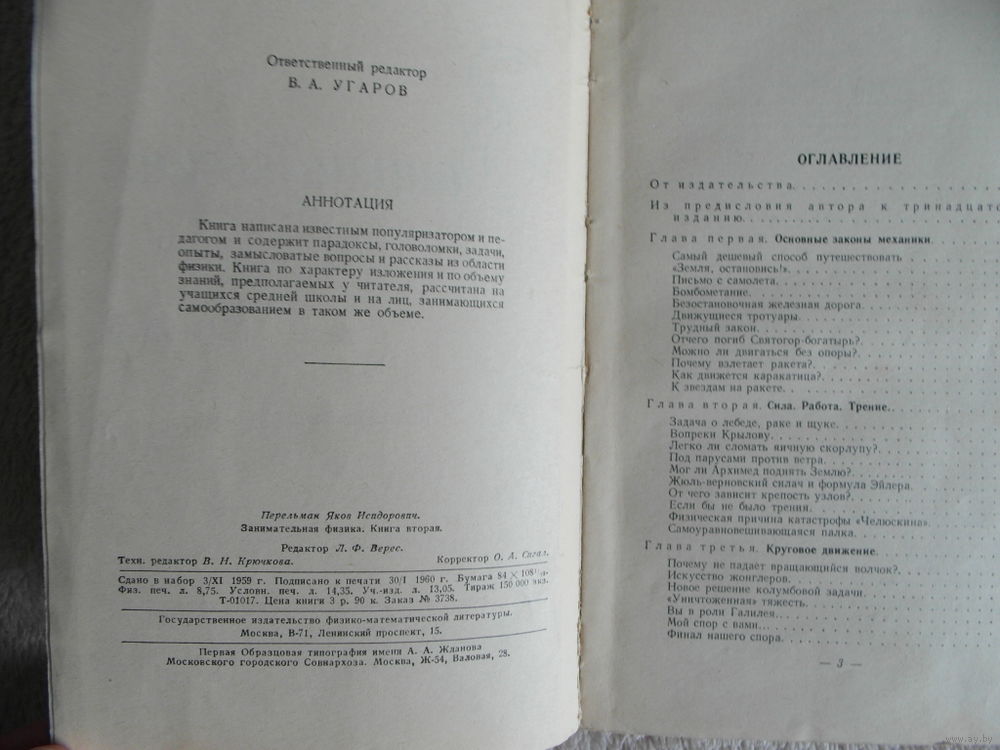 Ответственный редактор
В. А. УГАРОВ
АННОТАЦИЯ
Книга написана известным популяризатором и пе-
дагогом и содержит парадоксы, головоломки, задачи,
опыты, замысловатые вопросы и рассказы из области
физики. Книга по характеру изложения и по объему
знаний, предполагаемых у читателя, рассчитана на
учащихся средней школы и на лиц, занимающихся
самообразованием в таком же объеме.
Перельман Яков Исидорович.
Занимательная физика. Книга вторая.
Редактор Л. Ф. Верес.
Техн. редактор В. Н. Крючкова. Корректор О. А. Сигал.
Сдано в набор 3/XI 1959 г. Подписано к печати 30/I 1960 г. Бумага 84 × 108
Физ. печ. л. 8,75. Условн. печ. л. 14,35. Уч.-изд. л. 13,05. Тираж 150 000 экз.
Т-01017. Цена книги 3 р. 90 к. Заказ № 3738.
Государственное издательство физико-математической литературы.
Москва, В-71, Ленинский проспект, 15.
Первая Образцовая типография имени А. А. Жданова
Московского городского Совнархоза. Москва, Ж-54, Валовая, 28.
ОГЛАВЛЕНИЕ
От издательства
Из предисловия автора к тринадцато
изданию
Глава первая. Основные законы механики
Самый дешевый способ путешествовать
«Земля, остановись!»
Письмо с самолета
Бомбометание
Безостановочная железная дорога
Движущиеся тротуары
Трудный закон
Отчего погиб Святогор-богатырь?
Можно ли двигаться без опоры?
Почему взлетает ракета?
Как движется каракатица?
К звездам на ракете
Глава вторая. Сила. Работа. Трение
Задача о лебеде, раке и щуке
Вопреки Крылову
Легко ли сломать яичную скорлупу?
Под парусами против ветра
Мог ли Архимед поднять Землю?
Жюль-верновский силач и формула Эйлера
От чего зависит крепость узлов?
Если бы не было трения
Физическая причина катастрофы «Челюскина»
Самоуравновешивающаяся палка
Глава третья. Круговое движение
Почему не падает вращающийся волчок?
Искусство жонглеров
Новое решение колумбовой задачи
«Уничтоженная» тяжесть
Вы в роли Галилея
Мой спор с вами
Финал нашего спора
— 3 —
www.ay.by